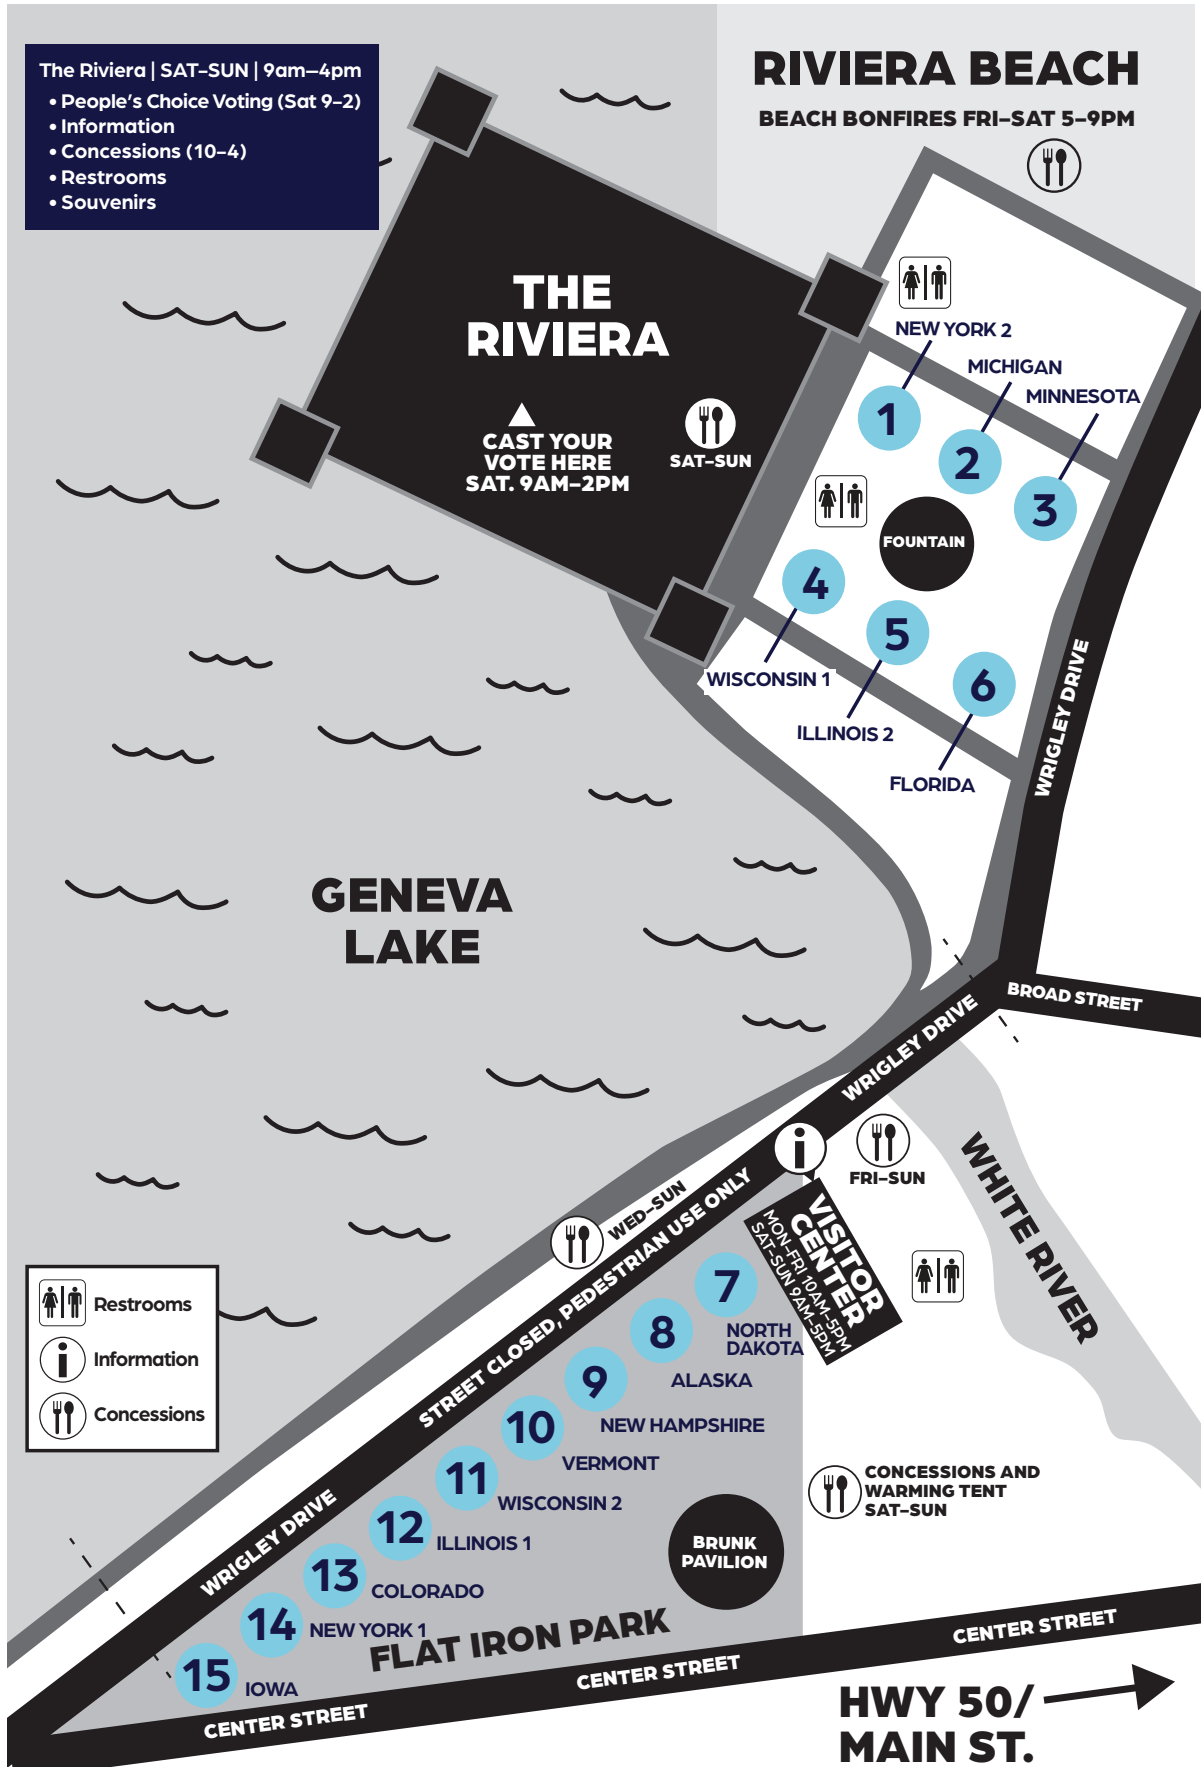 The Riviera | SAT-SUN | 9am–4pm
• People’s Choice Voting (Sat 9-2)
• Information
• Concessions (10-4)
• Restrooms
• Souvenirs
RIVIERA BEACH
BEACH BONFIRES FRI-SAT 5-9PM
THE
RIVIERA
CAST YOUR
VOTE HERE
SAT. 9AM–2PM
SAT–SUN
NEW YORK 2
MICHIGAN
MINNESOTA
1
2
3
FOUNTAIN
4
5
6
WISCONSIN 1
ILLINOIS 2
FLORIDA
WRIGLEY DRIVE
GENEVA
LAKE
BROAD STREET
WRIGLEY DRIVE
i
FRI–SUN
WHITE RIVER
WED–SUN
STREET CLOSED, PEDESTRIAN USE ONLY
VISITOR
CENTER
MON-FRI 10AM-5PM
SAT-SUN 9AM-5PM
Restrooms
i
Information
Concessions
7
NORTH
DAKOTA
8
ALASKA
9
NEW HAMPSHIRE
10
VERMONT
11
WISCONSIN 2
12
ILLINOIS 1
13
COLORADO
14
NEW YORK 1
15
IOWA
WRIGLEY DRIVE
CONCESSIONS AND
WARMING TENT
SAT-SUN
BRUNK
PAVILION
FLAT IRON PARK
CENTER STREET
CENTER STREET
CENTER STREET
HWY 50/
MAIN ST.